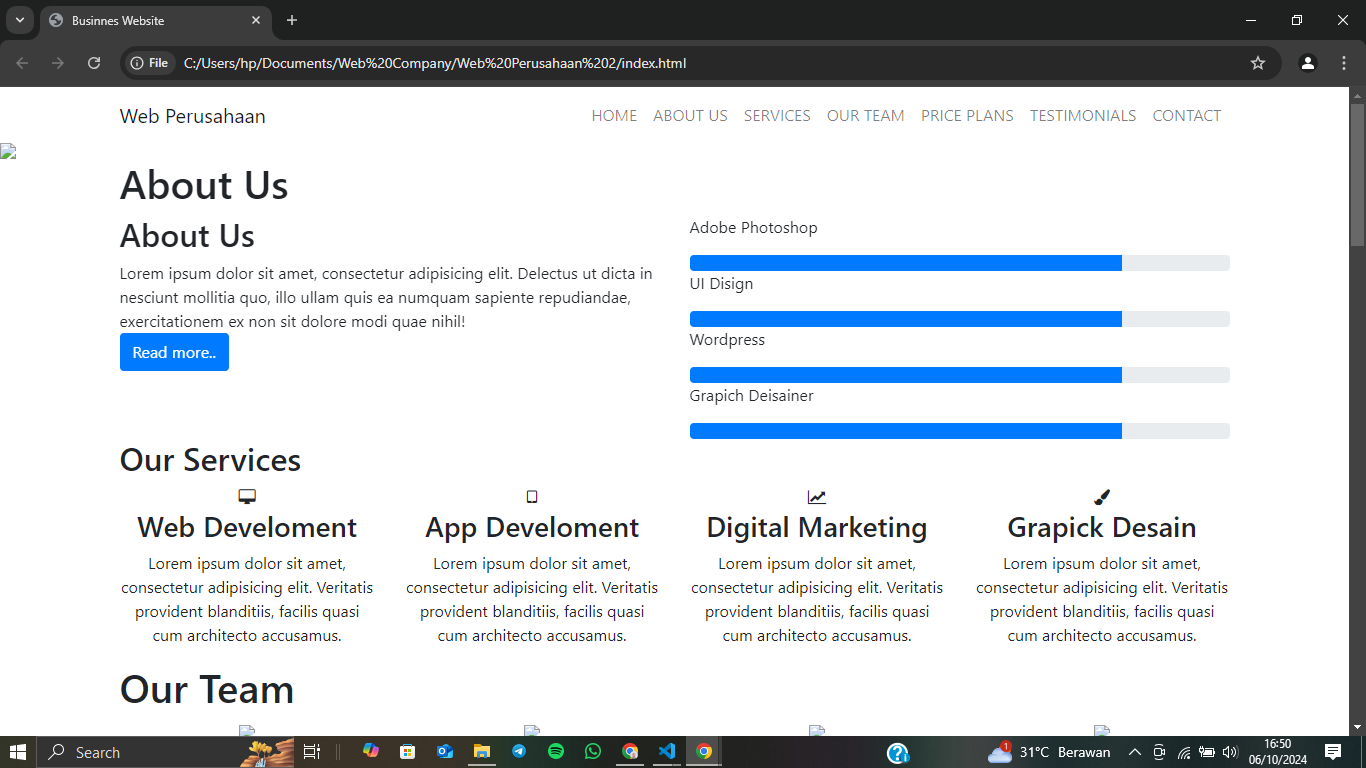 Businnes Website
File
C:/Users/hp/Documents/Web%20Company/Web%20Perusahaan%202/index.html
Web Perusahaan
HOME ABOUT US SERVICES OUR TEAM PRICE PLANS TESTIMONIALS CONTACT
About Us
About Us
Lorem ipsum dolor sit amet, consectetur adipisicing elit. Delectus ut dicta in
nesciunt mollitia quo, illo ullam quis ea numquam sapiente repudiandae,
exercitationem ex non sit dolore modi quae nihil!
Read more..
Adobe Photoshop
UI Disign
Wordpress
Grapich Deisainer
Our Services
Web Develoment
Lorem ipsum dolor sit amet,
consectetur adipisicing elit. Veritatis
provident blanditiis, facilis quasi
cum architecto accusamus.
App Develoment
Lorem ipsum dolor sit amet,
consectetur adipisicing elit. Veritatis
provident blanditiis, facilis quasi
cum architecto accusamus.
Digital Marketing
Lorem ipsum dolor sit amet,
consectetur adipisicing elit. Veritatis
provident blanditiis, facilis quasi
cum architecto accusamus.
Grapick Desain
Lorem ipsum dolor sit amet,
consectetur adipisicing elit. Veritatis
provident blanditiis, facilis quasi
cum architecto accusamus.
Our Team
Search
1
31°C Berawan
16:50
06/10/2024